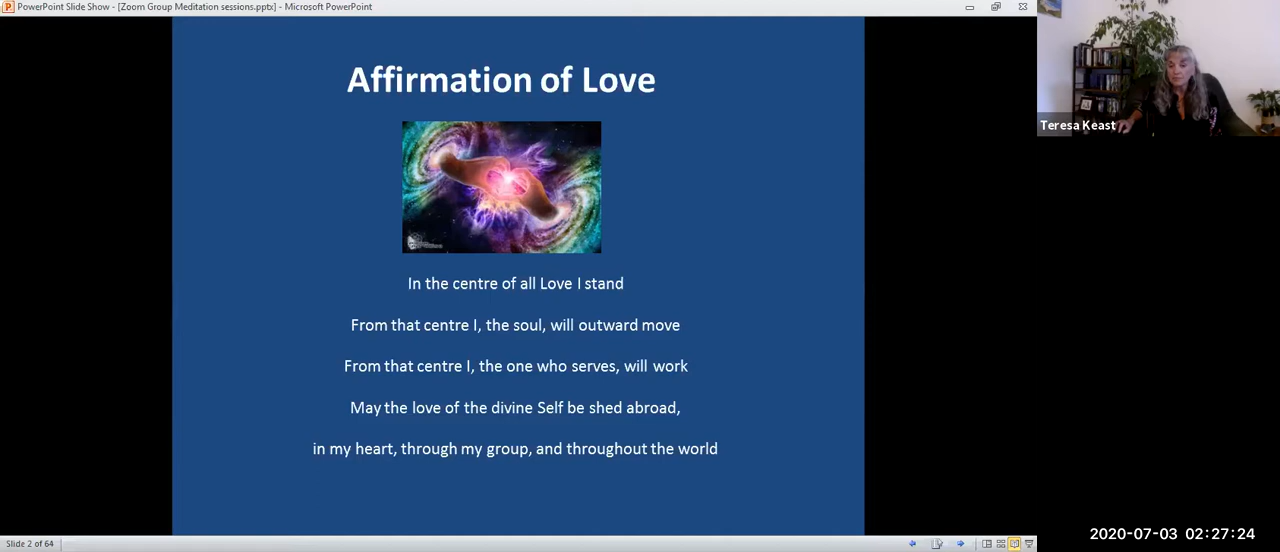 PowerPoint Slide Show - [Zoom Group Meditation sessions.pptx] - Microsoft PowerPoint
Affirmation of Love
Teresa Keast
In the centre of all Love I stand
From that centre I, the soul, will outward move
From that centre I, the one who serves, will work
May the love of the divine Self be shed abroad,
in my heart, through my group, and throughout the world
Slide 2 of 64
2020-07-03 02:27:24